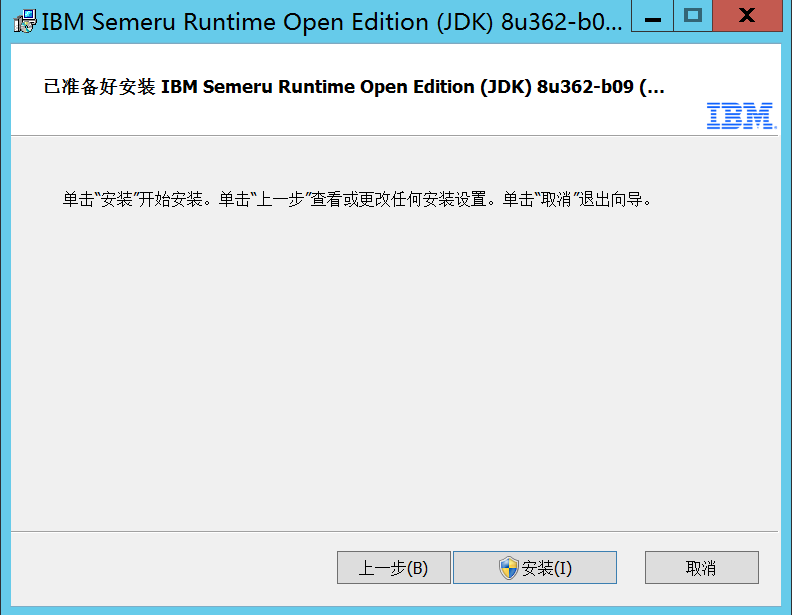 IBM Semeru Runtime Open Edition (JDK) 8u362-b0...
已准备好安装 IBM Semeru Runtime Open Edition (JDK) 8u362-b09 (...
IBM
单击“安装”开始安装。单击“上一步”查看或更改任何安装设置。单击“取消”退出向导。
上一步(B) 安装(I) 取消